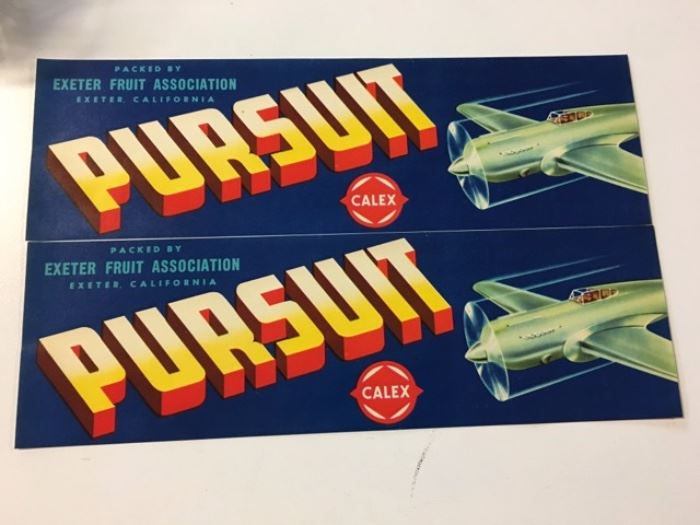 PACKED BY
EXETER FRUIT ASSOCIATION
EXETER, CALIFORNIA
PURSUIT
CALEX
PACKED BY
EXETER FRUIT ASSOCIATION
EXETER, CALIFORNIA
PURSUIT
CALEX